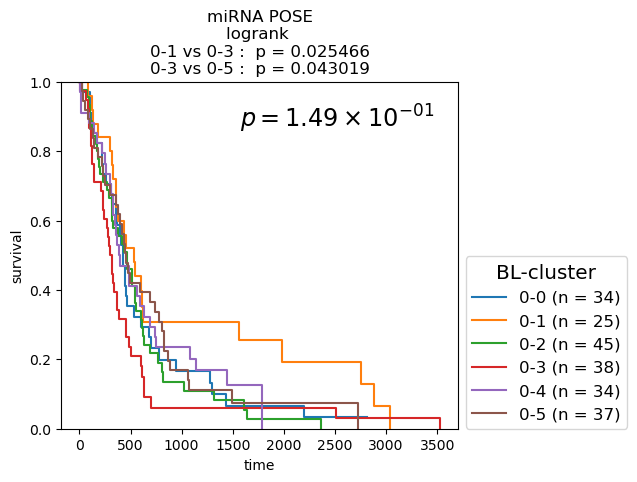 miRNA POSE
logrank
0-1 vs 0-3 :  p = 0.025466
0-3 vs 0-5 :  p = 0.043019
p = 1.49 × 10^{-01}
1.0
0.8
0.6
0.4
0.2
0.0
survival
0 500 1000 1500 2000 2500 3000 3500
time
BL-cluster
0-0 (n = 34)
0-1 (n = 25)
0-2 (n = 45)
0-3 (n = 38)
0-4 (n = 34)
0-5 (n = 37)